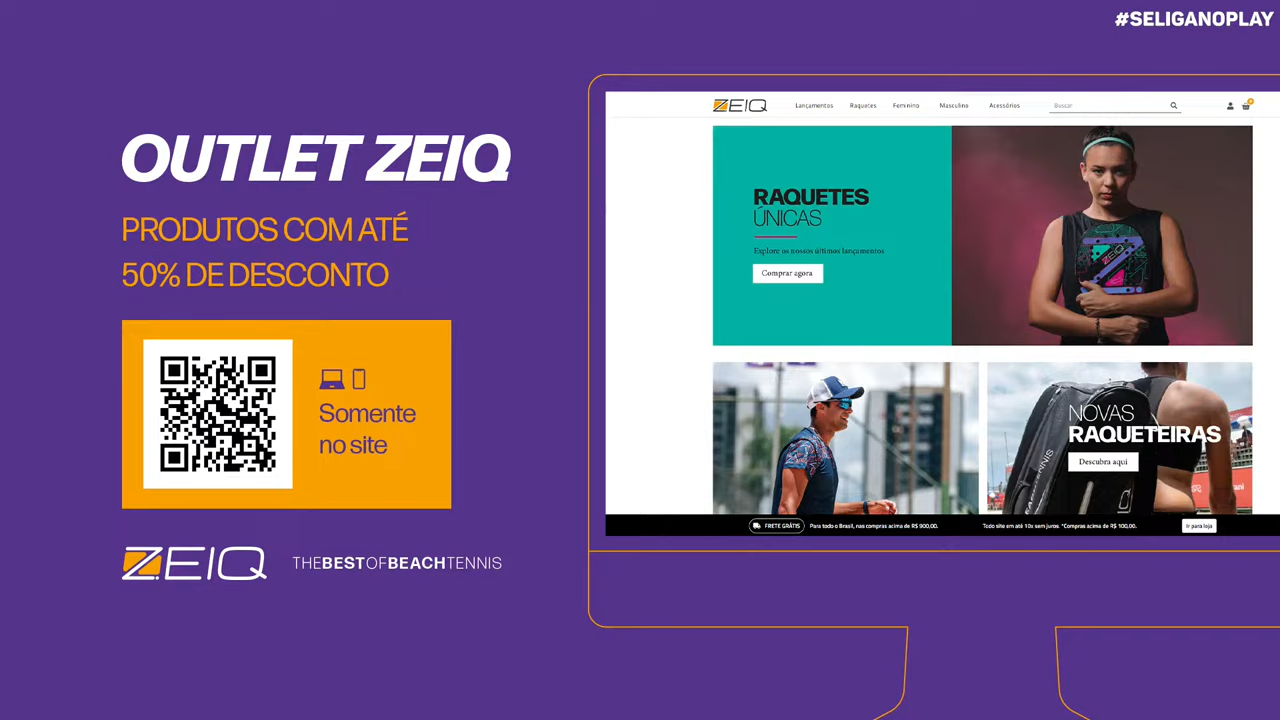 #SELIGANOPLAY
OUTLET ZEIQ
PRODUTOS COM ATÉ
50% DE DESCONTO
Somente
no site
ZEIQ
THEBESTOFBEACHTENNIS
ZEIQ
Lançamentos
Raquetes
Feminino
Masculino
Acessórios
Buscar
RAQUETES
ÚNICAS
Explore os nossos últimos lançamentos
Comprar agora
ZEIQ
NOVAS
RAQUETEIRAS
Descubra aqui
FRETE GRÁTIS
Para todo o Brasil, nas compras acima de R$ 900,00.
Todo site em até 10x sem juros. *Compras acima de R$ 100,00.
Ir para loja